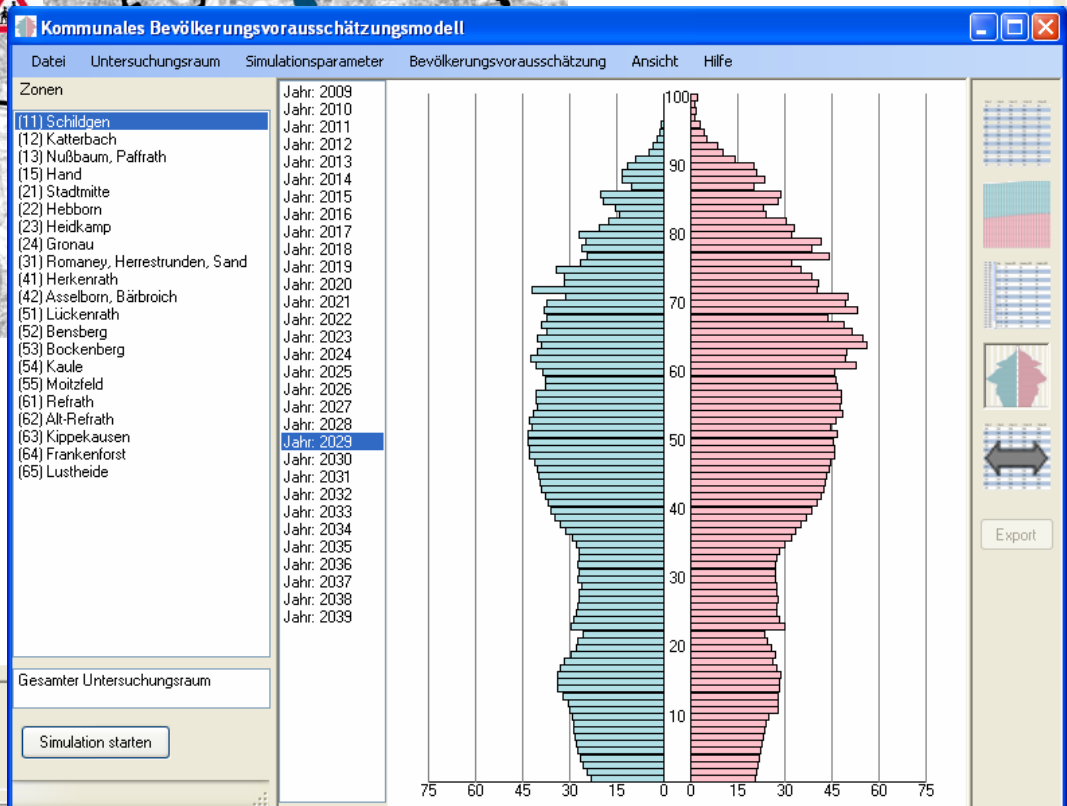 Kommunales Bevölkerungsvorausschätzungsmodell
Datei Untersuchungsraum Simulationsparameter Bevölkerungsvorausschätzung Ansicht Hilfe
Zonen
(11) Schildgen
(12) Katterbach
(13) Nußbaum, Paffrath
(15) Hand
(21) Stadtmitte
(22) Hebborn
(23) Heidkamp
(24) Gronau
(31) Romaney, Herrestrunden, Sand
(41) Herkenrath
(42) Asselborn, Bärbroich
(51) Lückenrath
(52) Bensberg
(53) Bockenberg
(54) Kaule
(55) Moitzfeld
(61) Refrath
(62) Alt-Refrath
(63) Kippekausen
(64) Frankenforst
(65) Lustheide
Gesamter Untersuchungsraum
Simulation starten
Jahr: 2009
Jahr: 2010
Jahr: 2011
Jahr: 2012
Jahr: 2013
Jahr: 2014
Jahr: 2015
Jahr: 2016
Jahr: 2017
Jahr: 2018
Jahr: 2019
Jahr: 2020
Jahr: 2021
Jahr: 2022
Jahr: 2023
Jahr: 2024
Jahr: 2025
Jahr: 2026
Jahr: 2027
Jahr: 2028
Jahr: 2029
Jahr: 2030
Jahr: 2031
Jahr: 2032
Jahr: 2033
Jahr: 2034
Jahr: 2035
Jahr: 2036
Jahr: 2037
Jahr: 2038
Jahr: 2039
100
90
80
70
60
50
40
30
20
10
75 60 45 30 15 0 0 15 30 45 60 75
Export